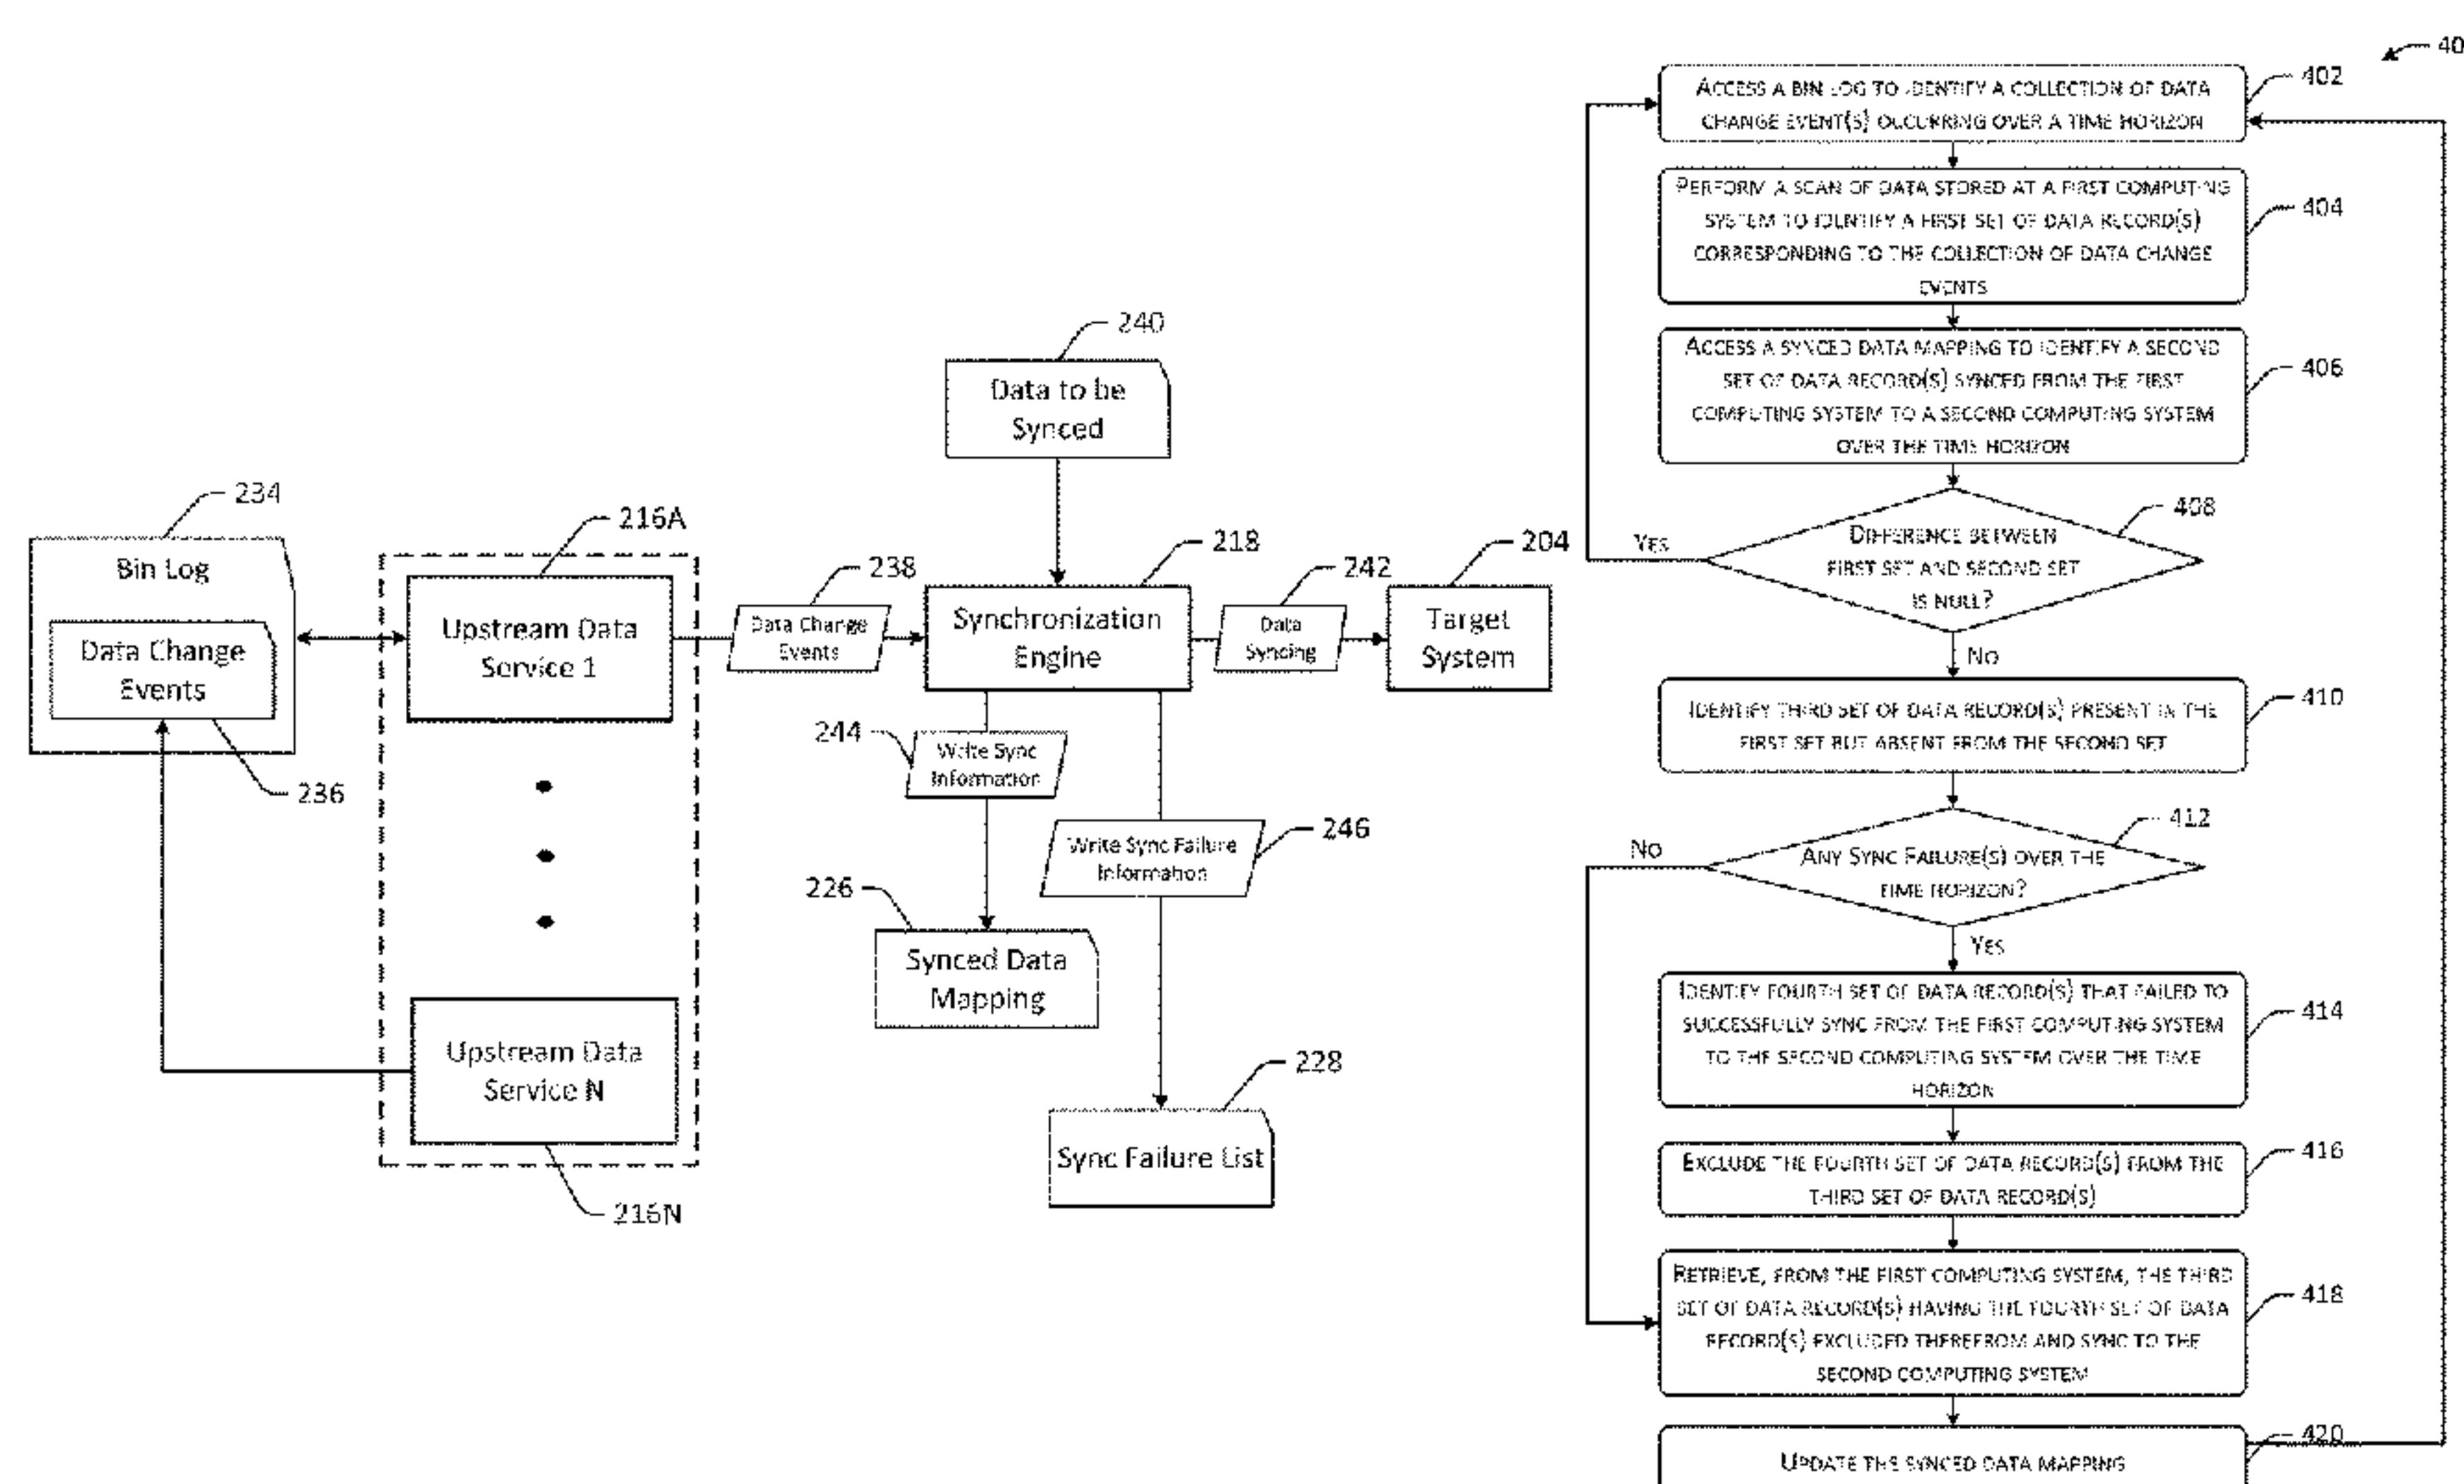 240
Data to be
Synced
234
Bin Log
Data Change
Events
236
216A
Upstream Data
Service 1
Upstream Data
Service N
216N
238
Data Change
Events
218
Synchronization
Engine
242
Data
Syncing
204
Target
System
244
Write Sync
Information
246
Write Sync Failure
Information
226
Synced Data
Mapping
228
Sync Failure List
40
402
ACCESS A BIN LOG TO IDENTIFY A COLLECTION OF DATA
CHANGE EVENT(S) OCCURRING OVER A TIME HORIZON
404
PERFORM A SCAN OF DATA STORED AT A FIRST COMPUTING
SYSTEM TO IDENTIFY A FIRST SET OF DATA RECORD(S)
CORRESPONDING TO THE COLLECTION OF DATA CHANGE
EVENTS
406
ACCESS A SYNCED DATA MAPPING TO IDENTIFY A SECOND
SET OF DATA RECORD(S) SYNCED FROM THE FIRST
COMPUTING SYSTEM TO A SECOND COMPUTING SYSTEM
OVER THE TIME HORIZON
408
DIFFERENCE BETWEEN
FIRST SET AND SECOND SET
IS NULL?
YES
NO
410
IDENTIFY THIRD SET OF DATA RECORD(S) PRESENT IN THE
FIRST SET BUT ABSENT FROM THE SECOND SET
412
ANY SYNC FAILURE(S) OVER THE
TIME HORIZON?
NO
YES
414
IDENTIFY FOURTH SET OF DATA RECORD(S) THAT FAILED TO
SUCCESSFULLY SYNC FROM THE FIRST COMPUTING SYSTEM
TO THE SECOND COMPUTING SYSTEM OVER THE TIME
HORIZON
416
EXCLUDE THE FOURTH SET OF DATA RECORD(S) FROM THE
THIRD SET OF DATA RECORD(S)
418
RETRIEVE, FROM THE FIRST COMPUTING SYSTEM, THE THIRD
SET OF DATA RECORD(S) HAVING THE FOURTH SET OF DATA
RECORD(S) EXCLUDED THEREFROM AND SYNC TO THE
SECOND COMPUTING SYSTEM
420
UPDATE THE SYNCED DATA MAPPING